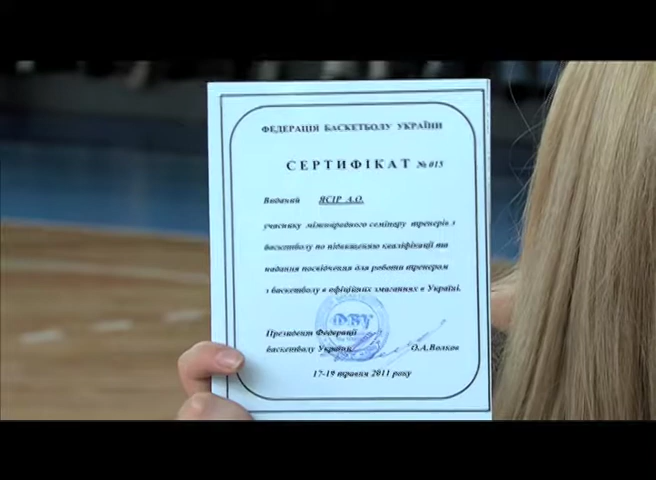 ФЕДЕРАЦІЯ БАСКЕТБОЛУ УКРАЇНИ
СЕРТИФІКАТ №015
Виданий ЯСІР А.О.
учаснику міжнародного семінару тренерів з
баскетболу по підвищенню кваліфікації та
надання посвідчення для роботи тренером
з баскетболу в офіційних змаганнях в Україні.
Президент Федерації
баскетболу України О.А.Волков
ФБУ
17-19 травня 2011 року